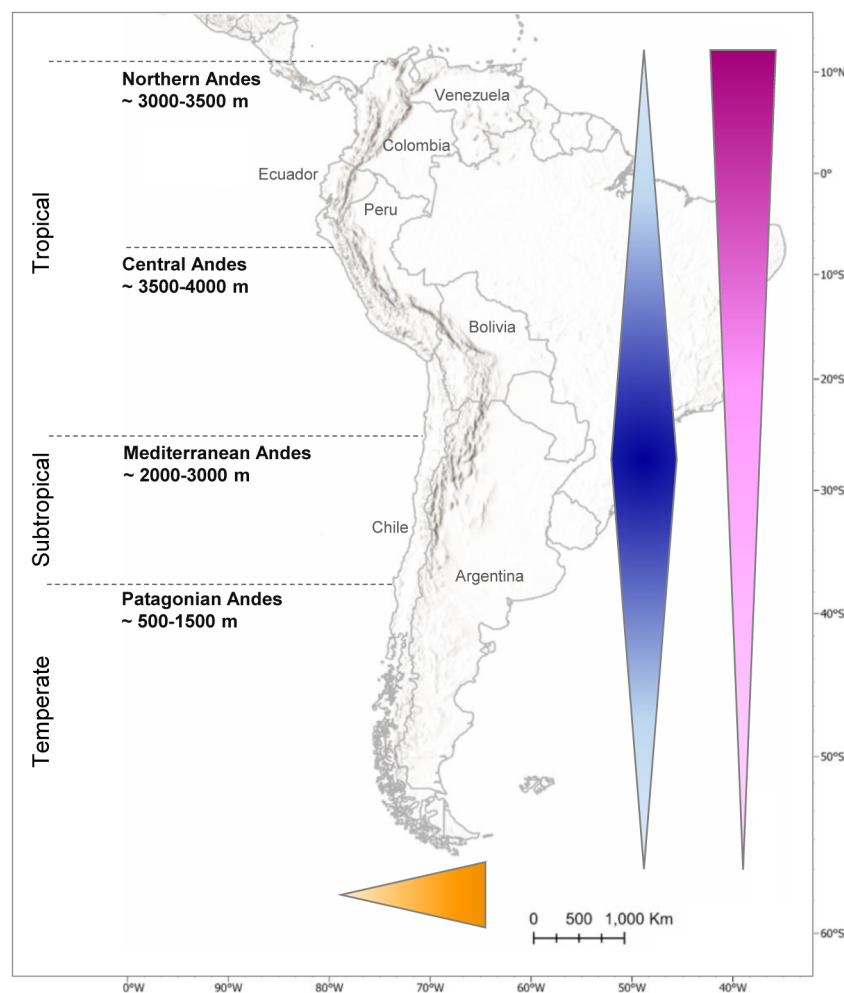 Northern Andes
~ 3000-3500 m
Venezuela
Colombia
Ecuador
Peru
Tropical
Central Andes
~ 3500-4000 m
Bolivia
Mediterranean Andes
~ 2000-3000 m
Subtropical
Chile
Argentina
Patagonian Andes
~ 500-1500 m
Temperate
10°N
0°
10°S
20°S
30°S
40°S
50°S
60°S
0 500 1,000 Km
0°W 90°W 80°W 70°W 60°W 50°W 40°W